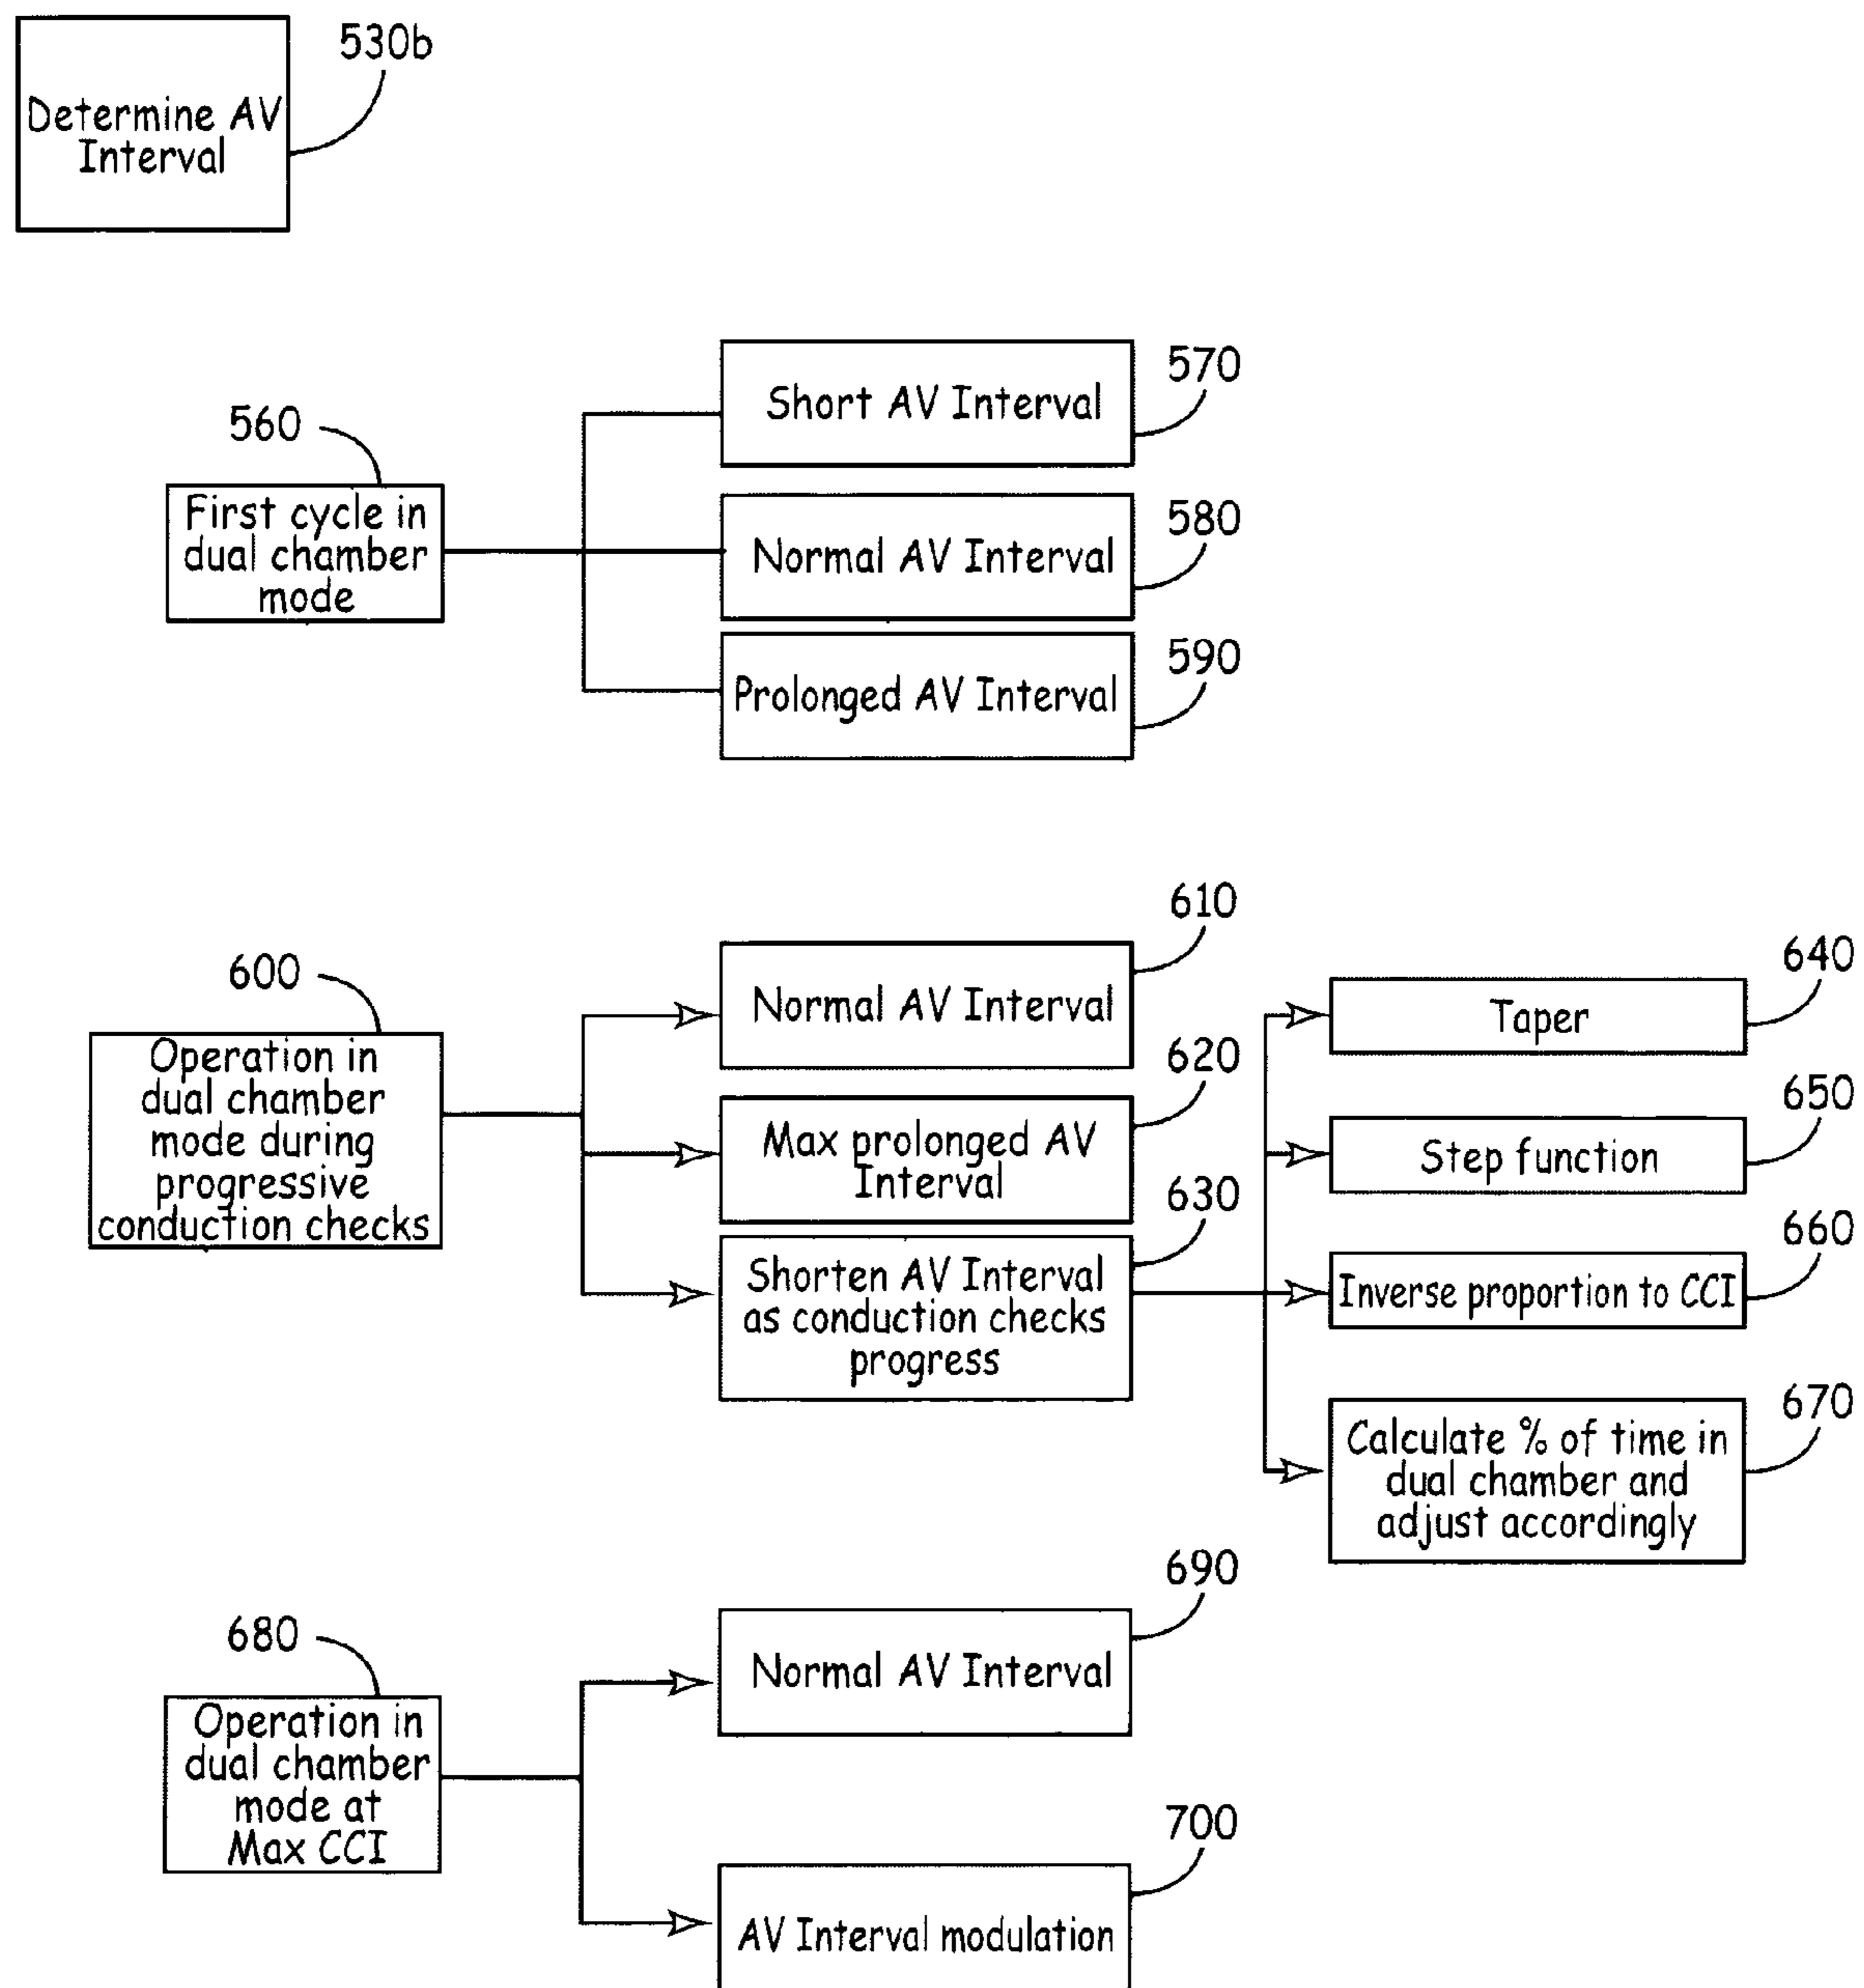 530b
Determine AV
Interval
560
First cycle in
dual chamber
mode
570
Short AV Interval
580
Normal AV Interval
590
Prolonged AV Interval
600
Operation in
dual chamber
mode during
progressive
conduction checks
610
Normal AV Interval
620
Max prolonged AV
Interval
630
Shorten AV Interval
as conduction checks
progress
640
Taper
650
Step function
660
Inverse proportion to CCI
670
Calculate % of time in
dual chamber and
adjust accordingly
680
Operation in
dual chamber
mode at
Max CCI
690
Normal AV Interval
700
AV Interval modulation